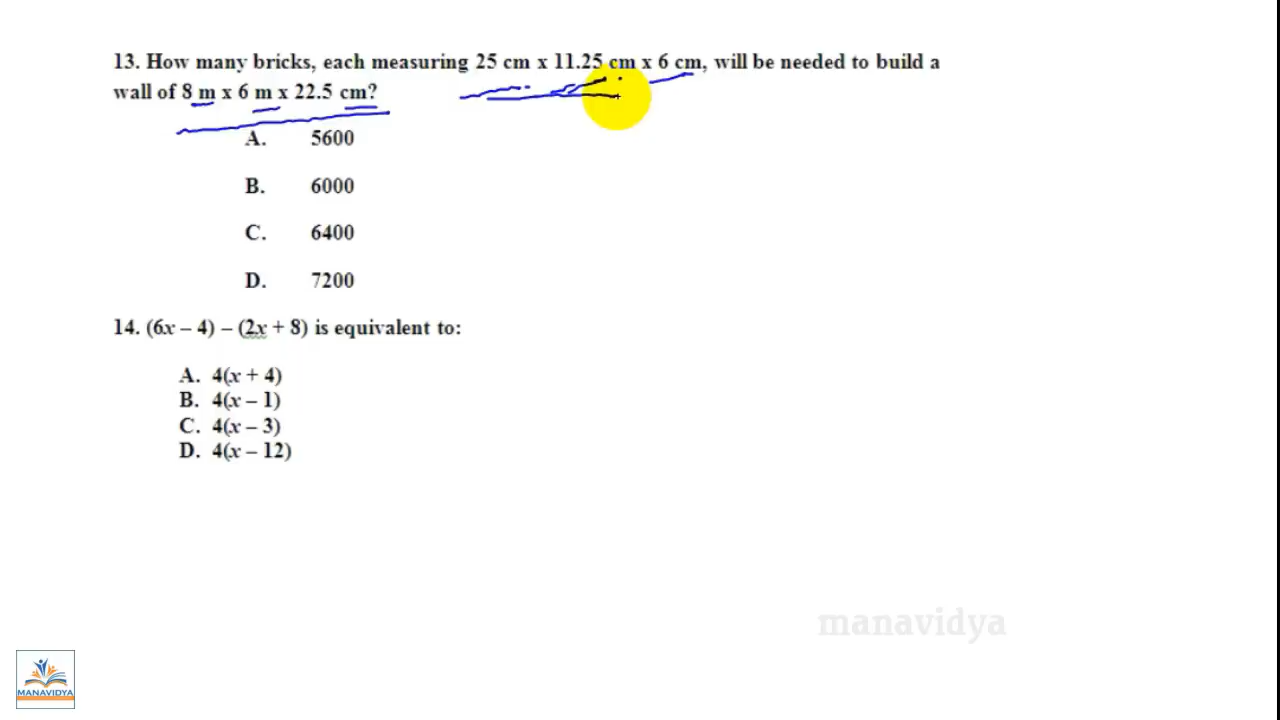 13. How many bricks, each measuring 25 cm x 11.25 cm x 6 cm, will be needed to build a
wall of 8 m x 6 m x 22.5 cm?
A. 5600
B. 6000
C. 6400
D. 7200
14. (6x – 4) – (2x + 8) is equivalent to:
A. 4(x + 4)
B. 4(x – 1)
C. 4(x – 3)
D. 4(x – 12)
manavidya
MANAVIDYA